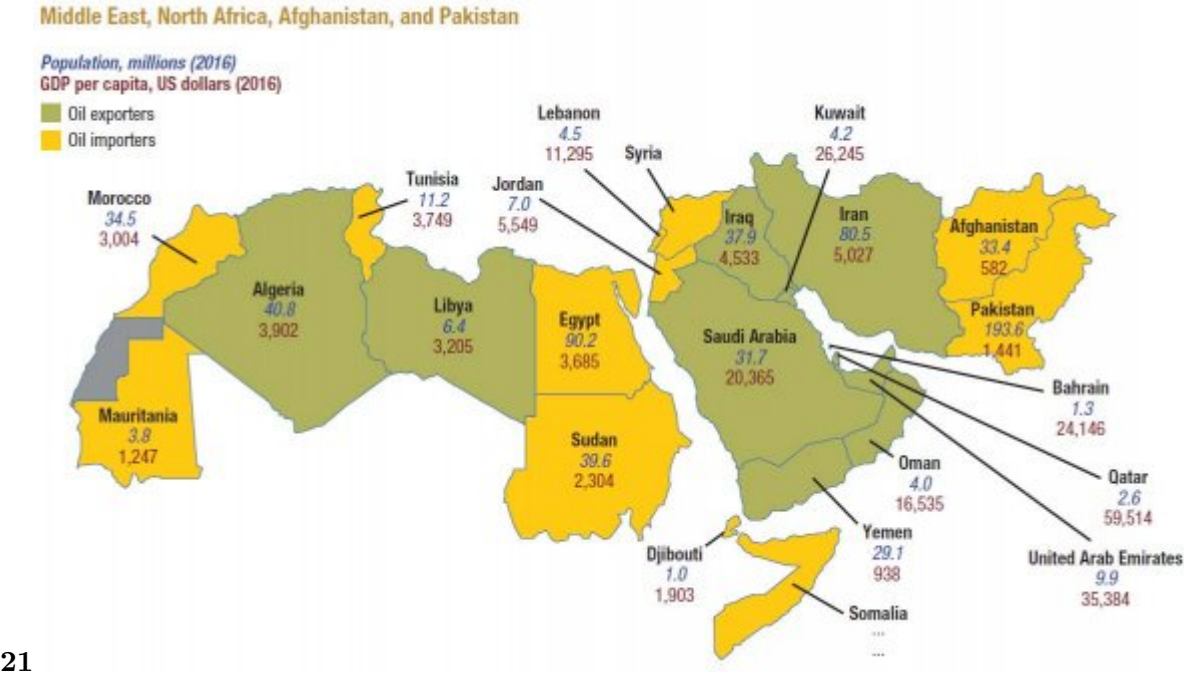 Middle East, North Africa, Afghanistan, and Pakistan
Population, millions (2016)
GDP per capita, US dollars (2016)
Oil exporters
Oil importers
Lebanon
4.5
11,295
Syria
Kuwait
4.2
26,245
Morocco
34.5
3,004
Tunisia
11.2
3,749
Jordan
7.0
5,549
Iraq
37.9
4,533
Iran
80.5
5,027
Afghanistan
33.4
582
Algeria
40.8
3,902
Libya
6.4
3,205
Egypt
90.2
3,685
Saudi Arabia
31.7
20,365
Pakistan
193.6
1,441
Bahrain
1.3
24,146
Mauritania
3.8
1,247
Sudan
39.6
2,304
Oman
4.0
16,535
Qatar
2.6
59,514
Yemen
29.1
938
Djibouti
1.0
1,903
United Arab Emirates
9.9
35,384
Somalia
...
...
21